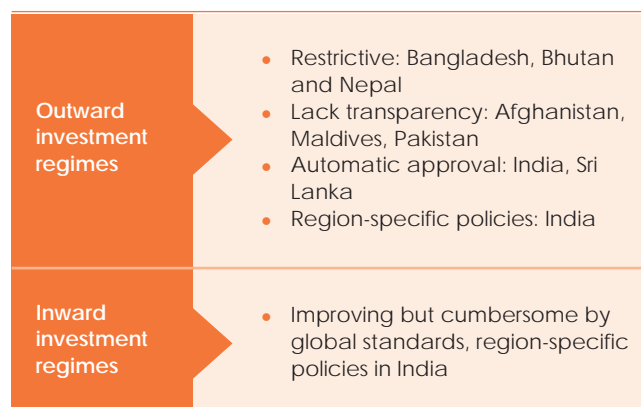 Outward
investment
regimes
• Restrictive: Bangladesh, Bhutan
and Nepal
• Lack transparency: Afghanistan,
Maldives, Pakistan
• Automatic approval: India, Sri
Lanka
• Region-specific policies: India
Inward
investment
regimes
• Improving but cumbersome by
global standards, region-specific
policies in India